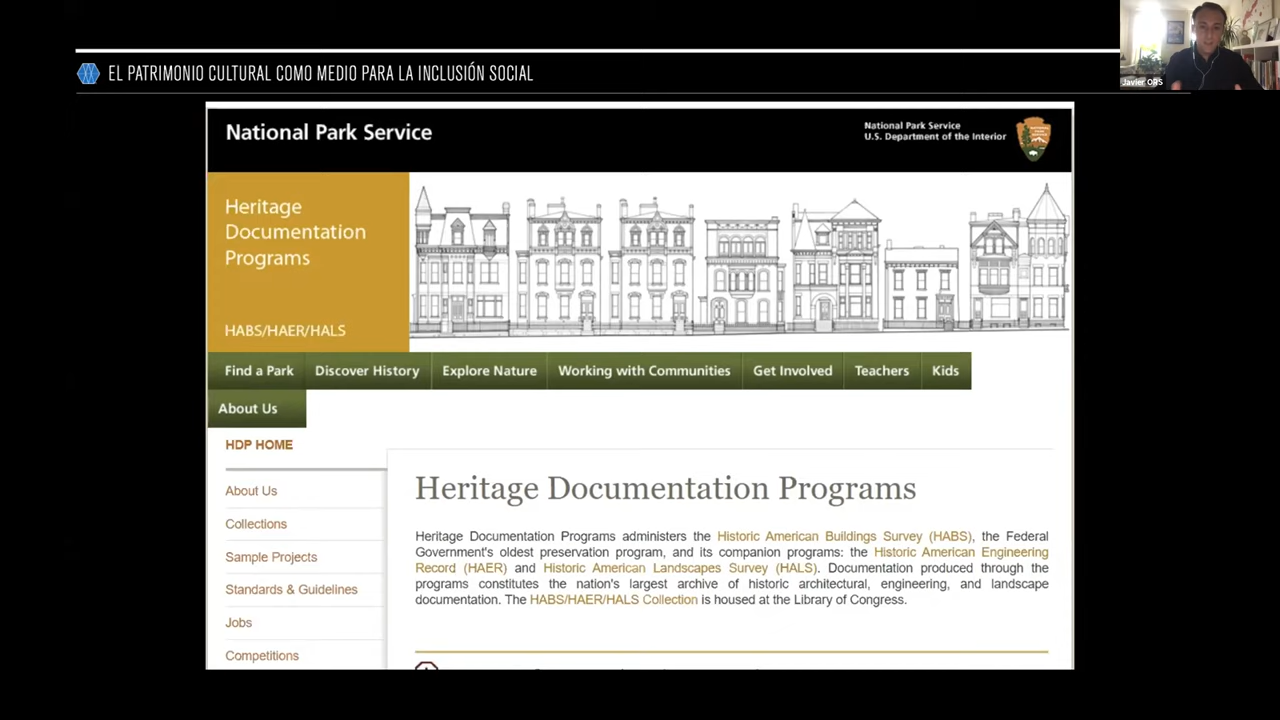 EL PATRIMONIO CULTURAL COMO MEDIO PARA LA INCLUSIÓN SOCIAL
Javier ORS
National Park Service
National Park Service
U.S. Department of the Interior
Heritage
Documentation
Programs
HABS/HAER/HALS
Find a Park Discover History Explore Nature Working with Communities Get Involved Teachers Kids
About Us
HDP HOME
About Us
Collections
Sample Projects
Standards & Guidelines
Jobs
Competitions
Heritage Documentation Programs
Heritage Documentation Programs administers the Historic American Buildings Survey (HABS), the Federal
Government's oldest preservation program, and its companion programs: the Historic American Engineering
Record (HAER) and Historic American Landscapes Survey (HALS). Documentation produced through the
programs constitutes the nation's largest archive of historic architectural, engineering, and landscape
documentation. The HABS/HAER/HALS Collection is housed at the Library of Congress.